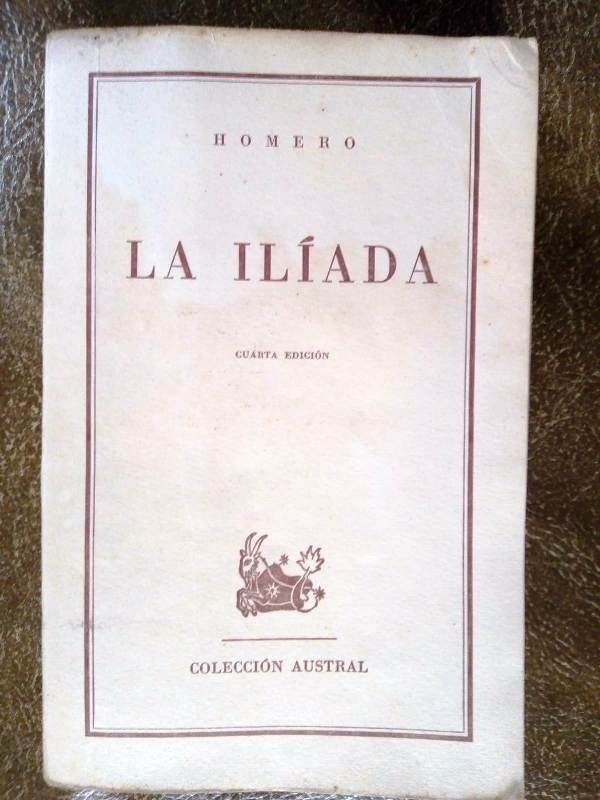 HOMERO
LA ILÍADA
CUARTA EDICIÓN
COLECCIÓN AUSTRAL